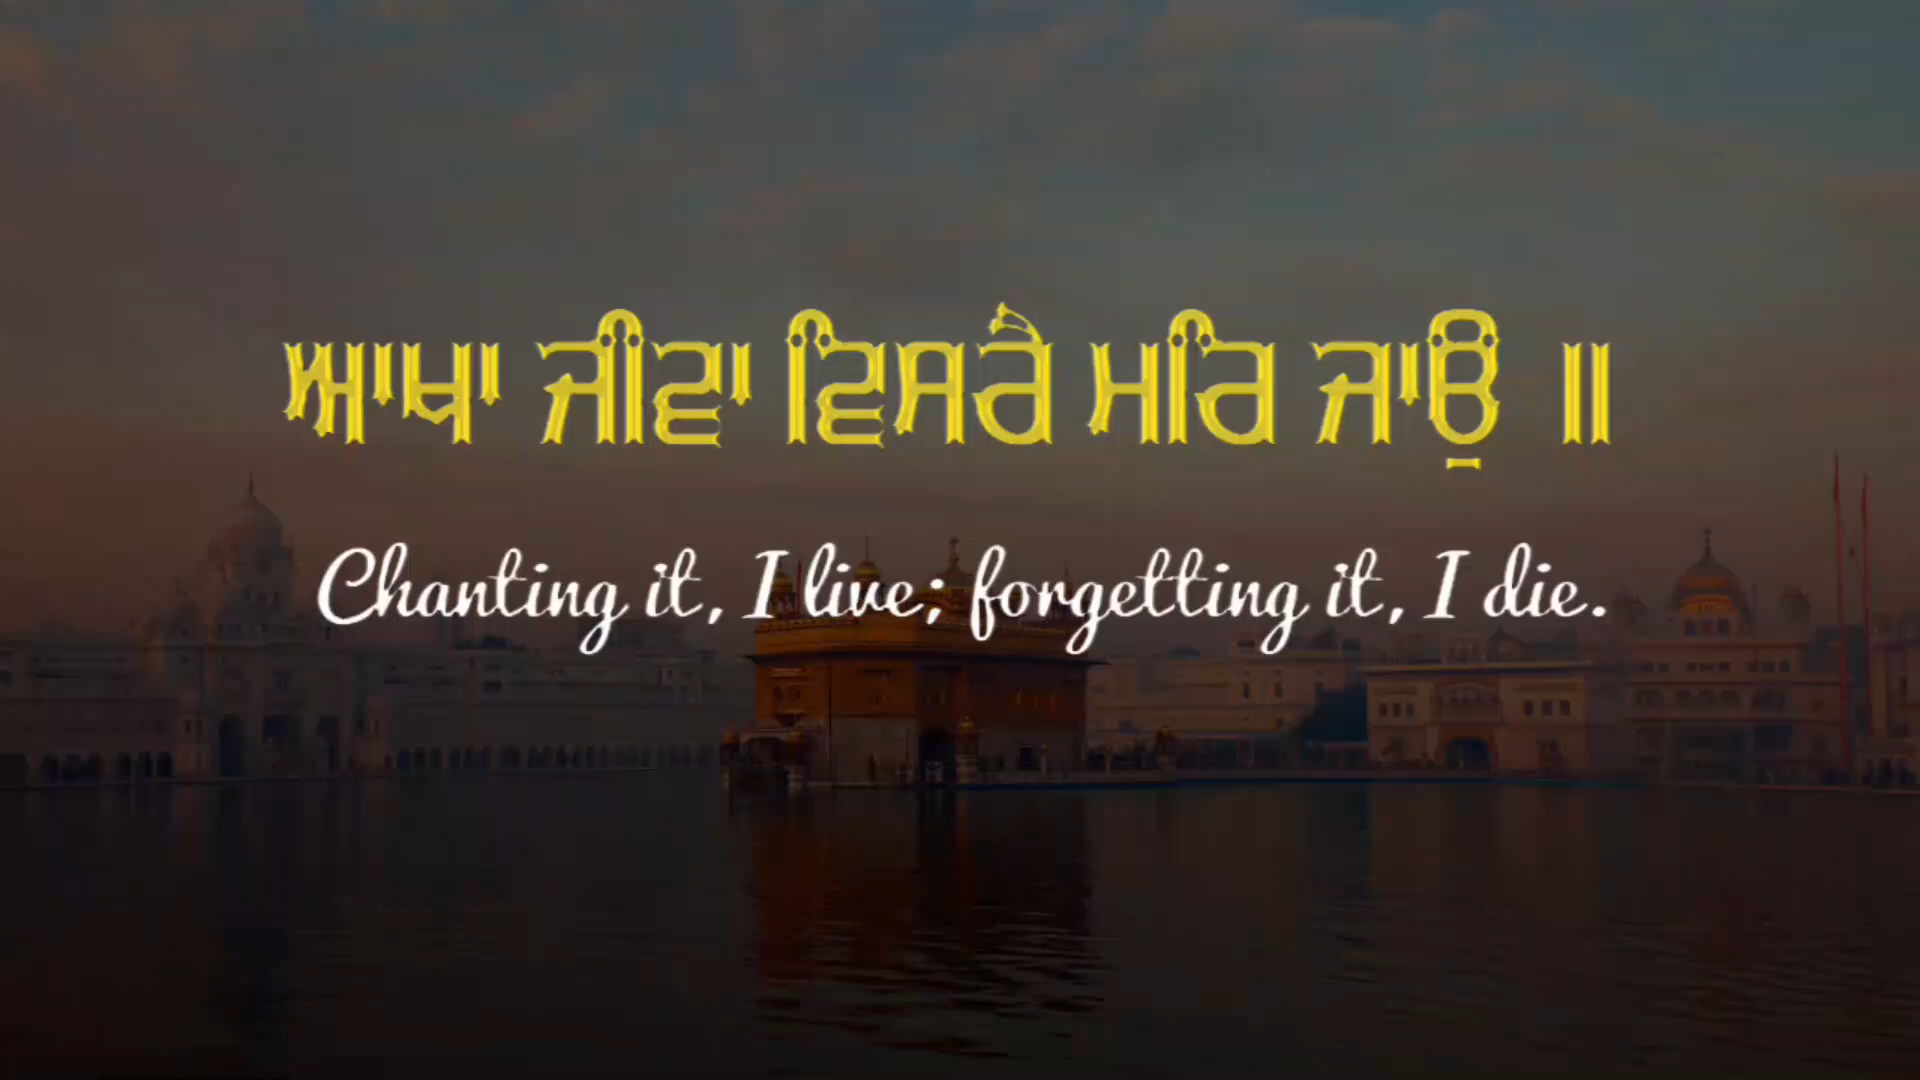 ਆਖਾ ਜੀਵਾ ਵਿਸਰੈ ਮਰਿ ਜਾਉ ॥
Chanting it, I live; forgetting it, I die.